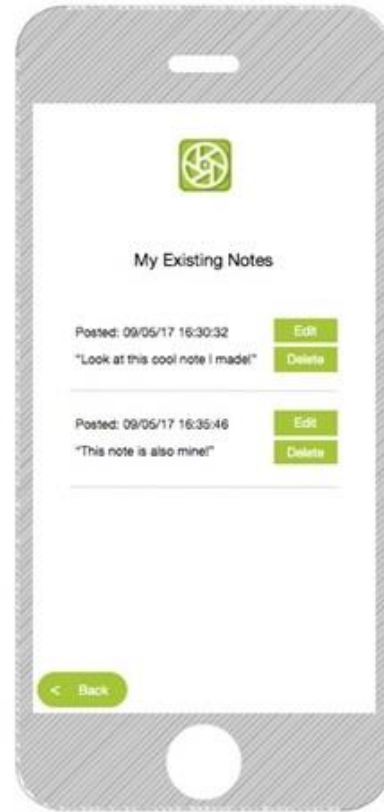 My Existing Notes
Posted: 09/05/17 16:30:32
Edit
"Look at this cool note I made!"
Delete
Posted: 09/05/17 16:35:46
Edit
"This note is also mine!"
Delete
< Back